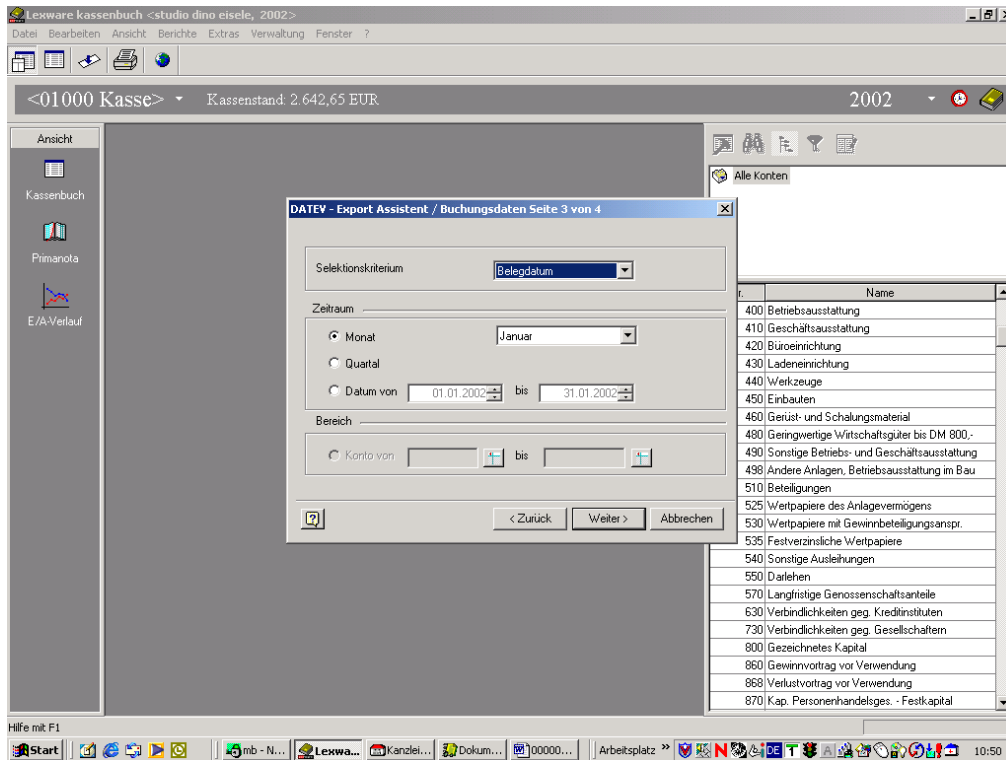 Lexware kassenbuch <studio dino eisele, 2002>
Datei Bearbeiten Ansicht Berichte Extras Verwaltung Fenster ?
<01000 Kasse> Kassenstand: 2.642,65 EUR 2002
Ansicht
Kassenbuch
Primanota
E/A-Verlauf
Alle Konten
DATEV - Export Assistent / Buchungsdaten Seite 3 von 4
Selektionskriterium Belegdatum
Zeitraum
Monat Januar
Quartal
Datum von 01.01.2002 bis 31.01.2002
Bereich
Konto von bis
< Zurück Weiter > Abbrechen
r. Name
400 Betriebsausstattung
410 Geschäftsausstattung
420 Büroeinrichtung
430 Ladeneinrichtung
440 Werkzeuge
450 Einbauten
460 Gerüst- und Schalungsmaterial
480 Geringwertige Wirtschaftsgüter bis DM 800,-
490 Sonstige Betriebs- und Geschäftsausstattung
498 Andere Anlagen, Betriebsausstattung im Bau
510 Beteiligungen
525 Wertpapiere des Anlagevermögens
530 Wertpapiere mit Gewinnbeteiligungsanspr.
535 Festverzinsliche Wertpapiere
540 Sonstige Ausleihungen
550 Darlehen
570 Langfristige Genossenschaftsanteile
630 Verbindlichkeiten geg. Kreditinstituten
730 Verbindlichkeiten geg. Gesellschaftern
800 Gezeichnetes Kapital
860 Gewinnvortrag vor Verwendung
868 Verlustvortrag vor Verwendung
870 Kap. Personenhandelsges. - Festkapital
Hilfe mit F1
Start mb - N... Lexwa... Kanzlei... Dokum... 00000... Arbeitsplatz » DE 10:50